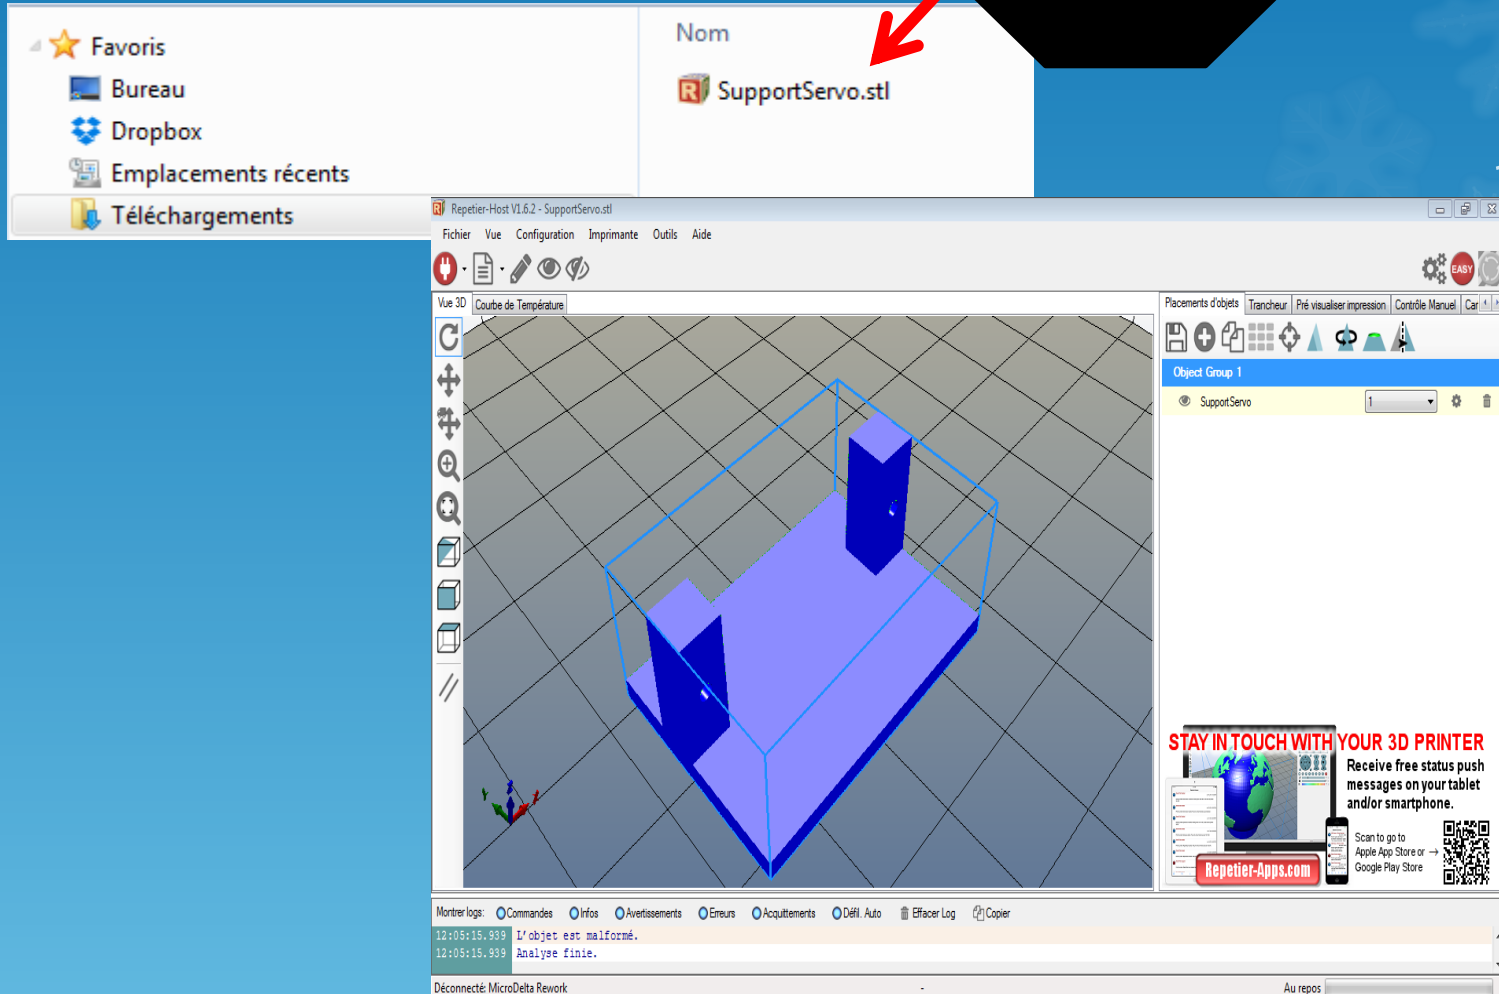 Favoris
Bureau
Dropbox
Emplacements récents
Téléchargements
Nom
SupportServo.stl
Repetier-Host V1.6.2 - SupportServo.stl
Fichier Vue Configuration Imprimante Outils Aide
EASY
Vue 3D Courbe de Température
Placements d'objets Trancheur Pré visualiser impression Contrôle Manuel Car
Object Group 1
SupportServo 1
STAY IN TOUCH WITH YOUR 3D PRINTER
Receive free status push
messages on your tablet
and/or smartphone.
Scan to go to
Apple App Store or →
Google Play Store
Repetier-Apps.com
Montrer logs: Commandes Infos Avertissements Erreurs Acquittements Défil. Auto Effacer Log Copier
12:05:15.939 L'objet est malformé.
12:05:15.939 Analyse finie.
Déconnecté: MicroDelta Rework - Au repos